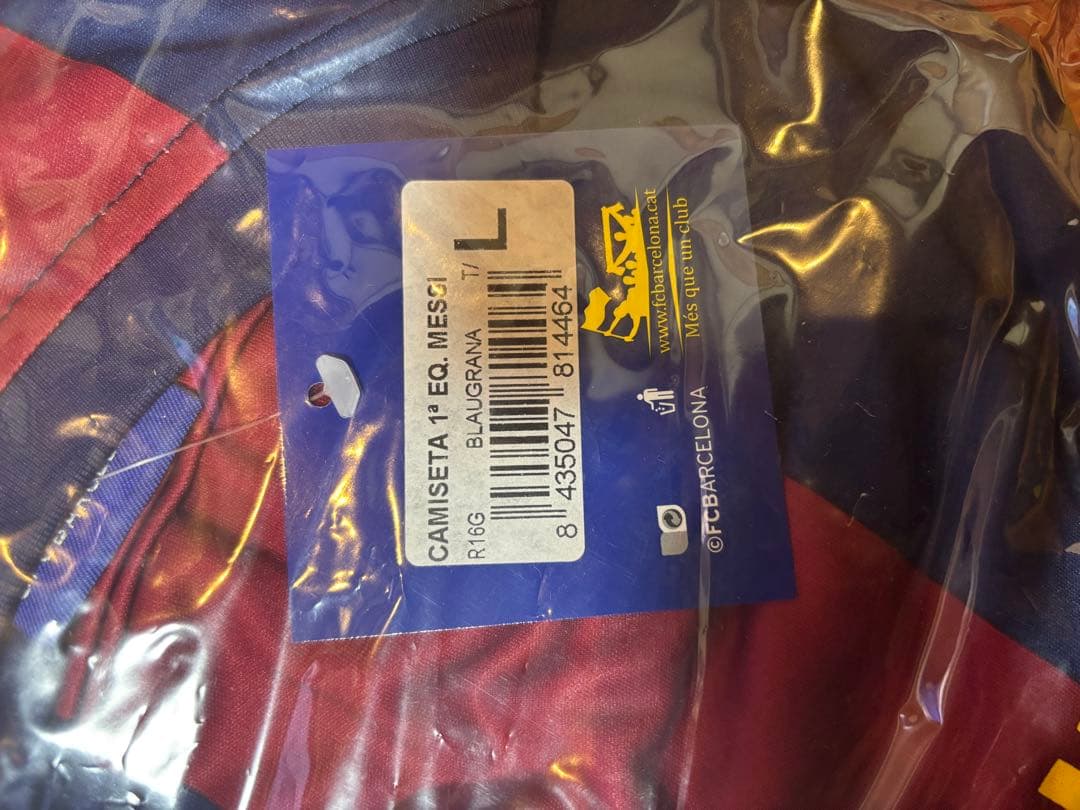 CAMISETA 1ª EQ. MESSI
R16G BLAUGRANA T/ L
8 435047 814464
www.fcbarcelona.cat
Més que un club
©FCBARCELONA